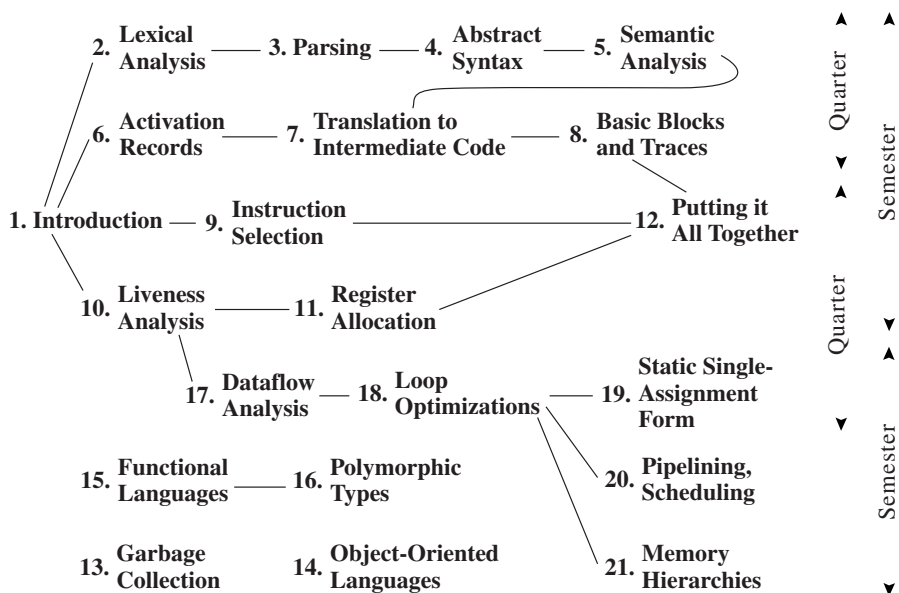 2. Lexical Analysis
3. Parsing
4. Abstract Syntax
5. Semantic Analysis
6. Activation Records
7. Translation to Intermediate Code
8. Basic Blocks and Traces
1. Introduction
9. Instruction Selection
12. Putting it All Together
10. Liveness Analysis
11. Register Allocation
17. Dataflow Analysis
18. Loop Optimizations
19. Static Single-Assignment Form
15. Functional Languages
16. Polymorphic Types
20. Pipelining, Scheduling
13. Garbage Collection
14. Object-Oriented Languages
21. Memory Hierarchies
Quarter
Semester
Quarter
Semester